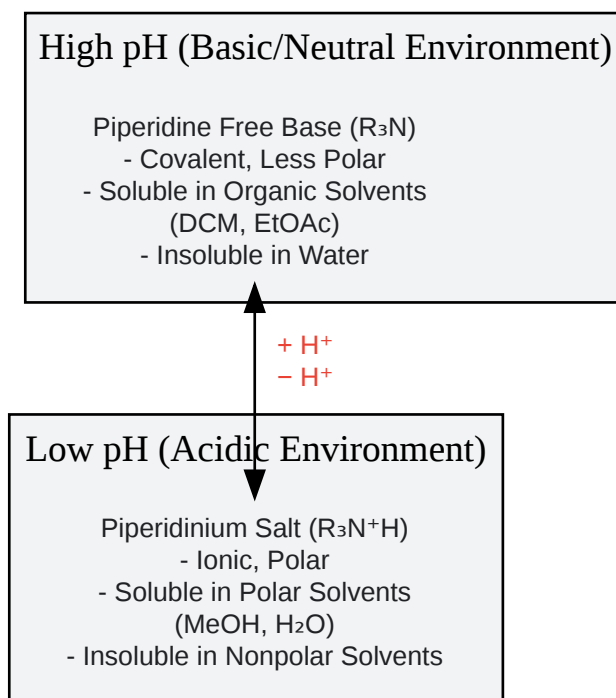 High pH (Basic/Neutral Environment)
Piperidine Free Base (R₃N)
- Covalent, Less Polar
- Soluble in Organic Solvents
(DCM, EtOAc)
- Insoluble in Water
+ H⁺
− H⁺
Low pH (Acidic Environment)
Piperidinium Salt (R₃N⁺H)
- Ionic, Polar
- Soluble in Polar Solvents
(MeOH, H₂O)
- Insoluble in Nonpolar Solvents